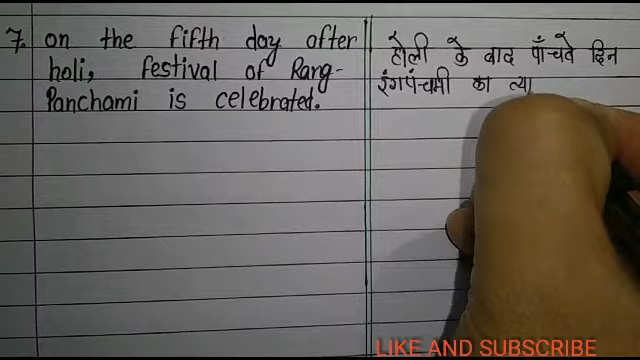 7. on the fifth day after
holi, festival of Rang-
Panchami is celebrated.
होली के बाद पाँचवे दिन
रंगपंचमी का त्या
LIKE AND SUBSCRIBE